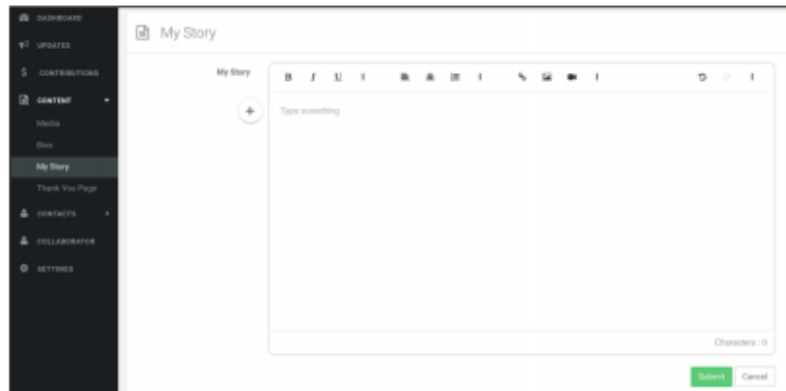 DASHBOARD
UPDATES
CONTRIBUTIONS
CONTENT
Media
Bios
My Story
Thank You Page
CONTACTS
COLLABORATOR
SETTINGS
My Story
My Story
B I U
Type something
Characters : 0
Submit Cancel